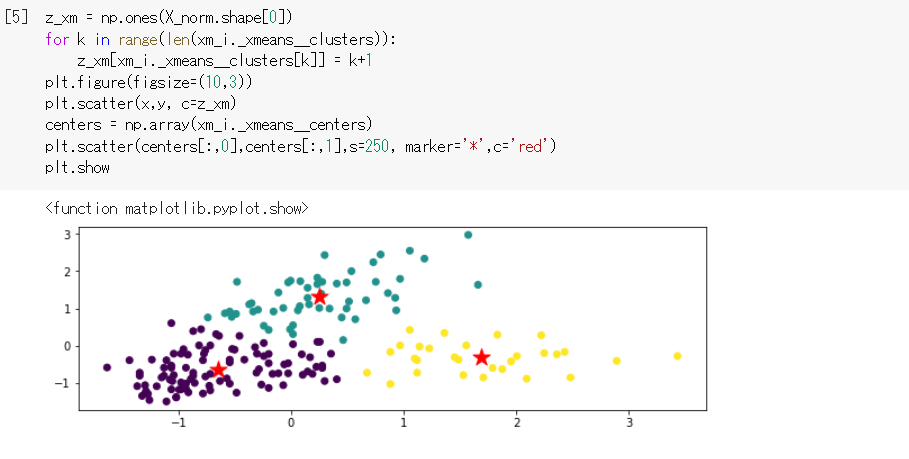 [5] z_xm = np.ones(X_norm.shape[0])
for k in range(len(xm_i._xmeans__clusters)):
    z_xm[xm_i._xmeans__clusters[k]] = k+1
plt.figure(figsize=(10,3))
plt.scatter(x,y, c=z_xm)
centers = np.array(xm_i._xmeans__centers)
plt.scatter(centers[:,0],centers[:,1],s=250, marker='*',c='red')
plt.show
<function matplotlib.pyplot.show>
3
2
1
0
−1
−1 0 1 2 3